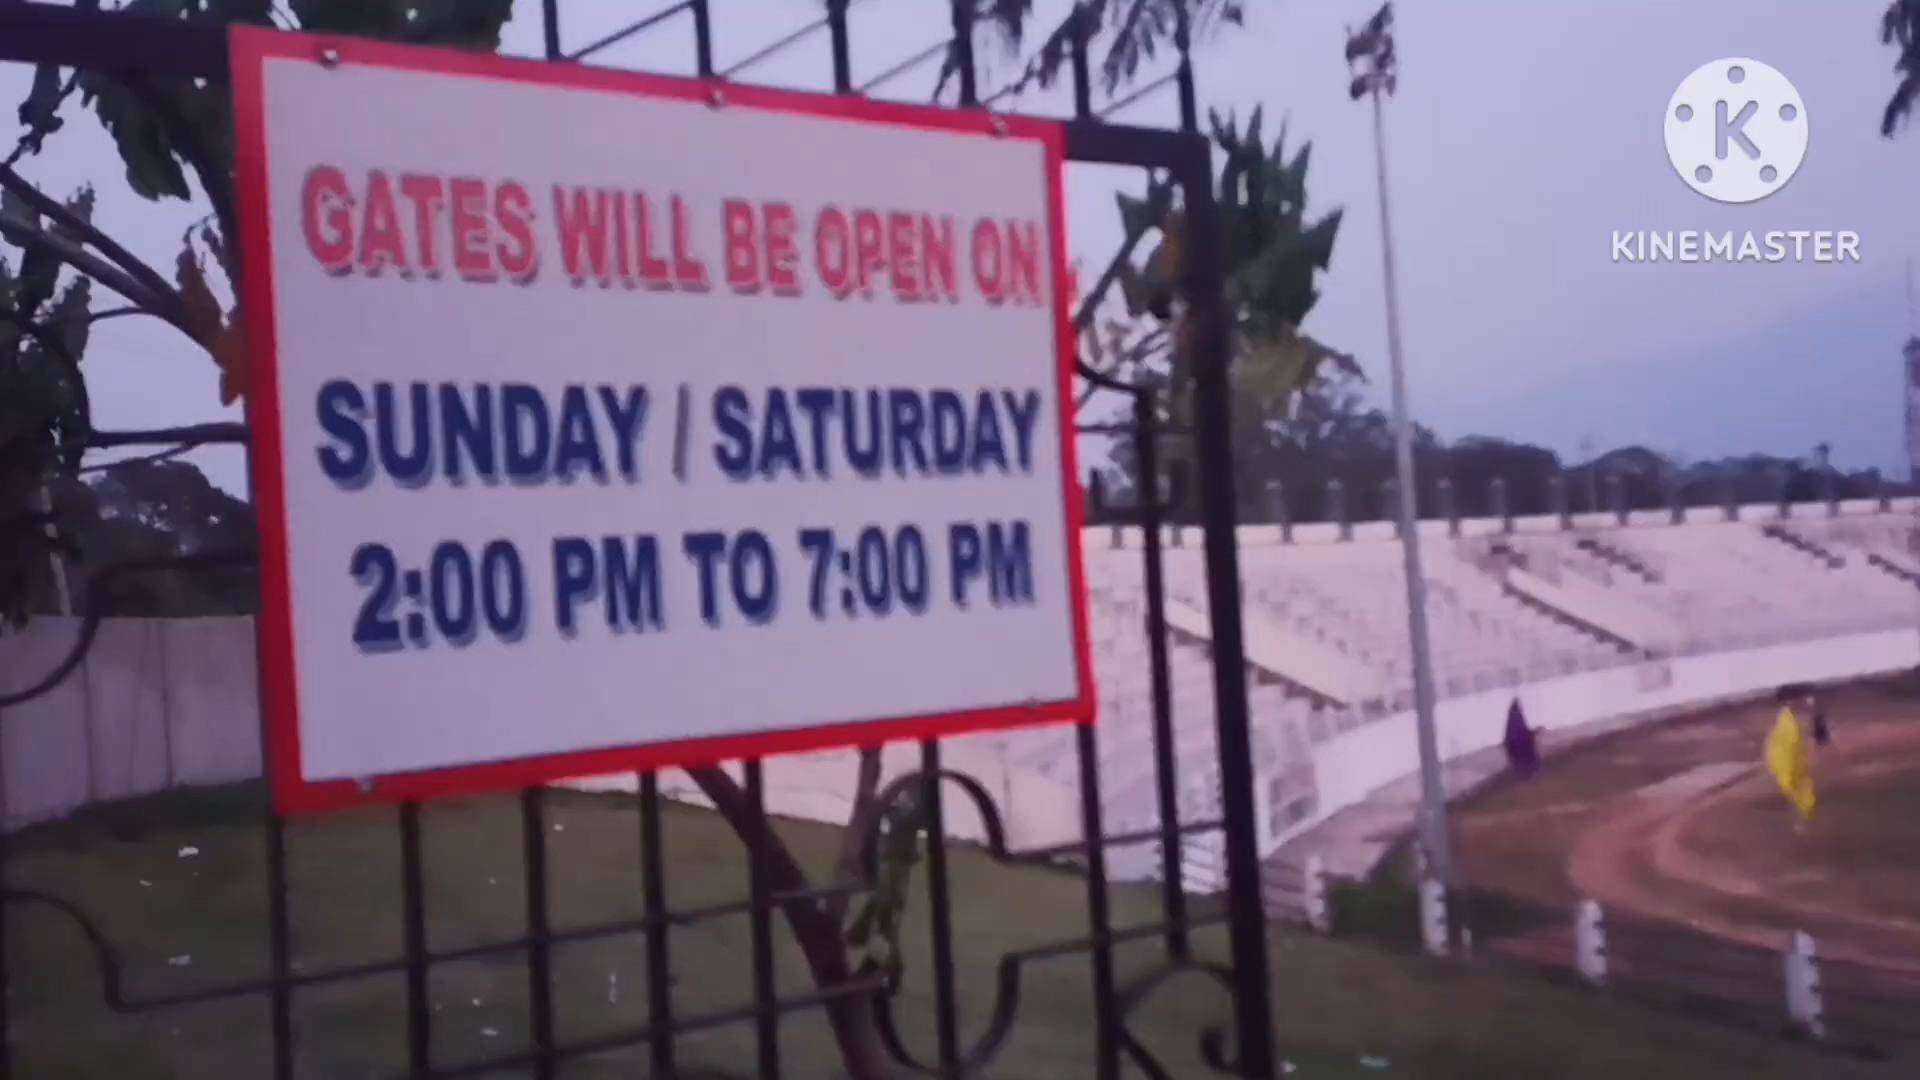 GATES WILL BE OPEN ON
SUNDAY / SATURDAY
2:00 PM TO 7:00 PM
K
KINEMASTER